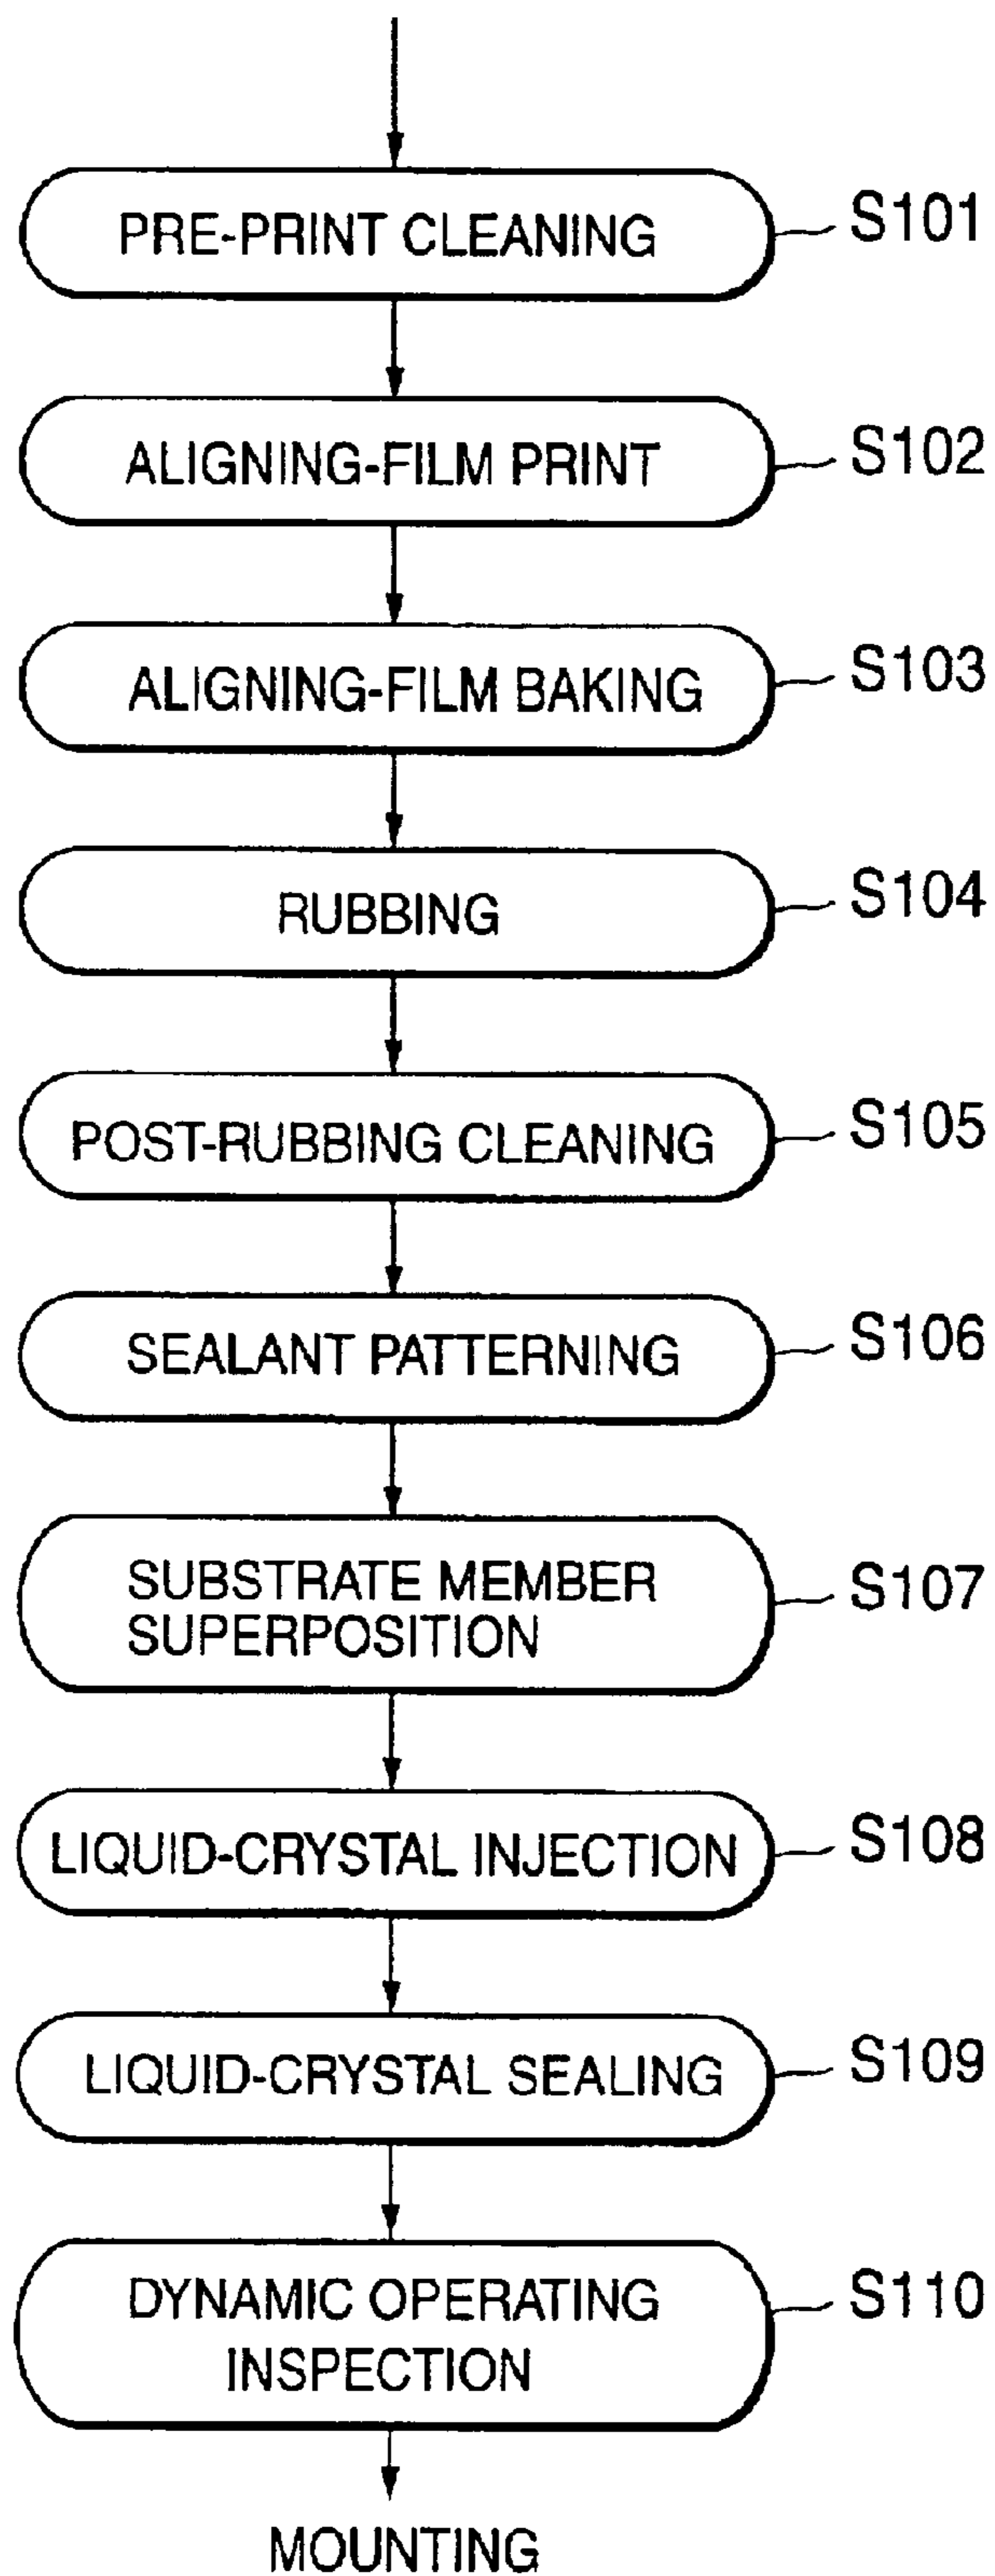 PRE-PRINT CLEANING
S101
ALIGNING-FILM PRINT
S102
ALIGNING-FILM BAKING
S103
RUBBING
S104
POST-RUBBING CLEANING
S105
SEALANT PATTERNING
S106
SUBSTRATE MEMBER
SUPERPOSITION
S107
LIQUID-CRYSTAL INJECTION
S108
LIQUID-CRYSTAL SEALING
S109
DYNAMIC OPERATING
INSPECTION
S110
MOUNTING